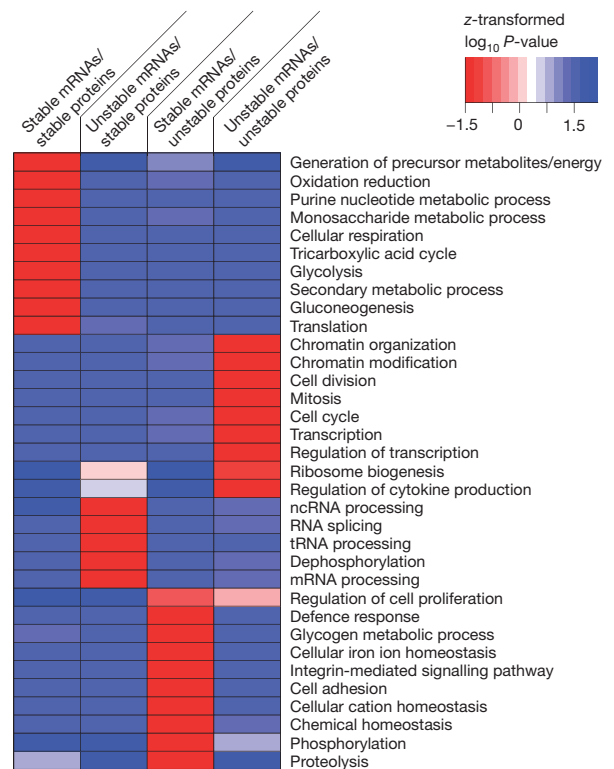 z-transformed
log10 P-value
−1.5 0 1.5
Stable mRNAs/
stable proteins
Unstable mRNAs/
stable proteins
Stable mRNAs/
unstable proteins
Unstable mRNAs/
unstable proteins
Generation of precursor metabolites/energy
Oxidation reduction
Purine nucleotide metabolic process
Monosaccharide metabolic process
Cellular respiration
Tricarboxylic acid cycle
Glycolysis
Secondary metabolic process
Gluconeogenesis
Translation
Chromatin organization
Chromatin modification
Cell division
Mitosis
Cell cycle
Transcription
Regulation of transcription
Ribosome biogenesis
Regulation of cytokine production
ncRNA processing
RNA splicing
tRNA processing
Dephosphorylation
mRNA processing
Regulation of cell proliferation
Defence response
Glycogen metabolic process
Cellular iron ion homeostasis
Integrin-mediated signalling pathway
Cell adhesion
Cellular cation homeostasis
Chemical homeostasis
Phosphorylation
Proteolysis